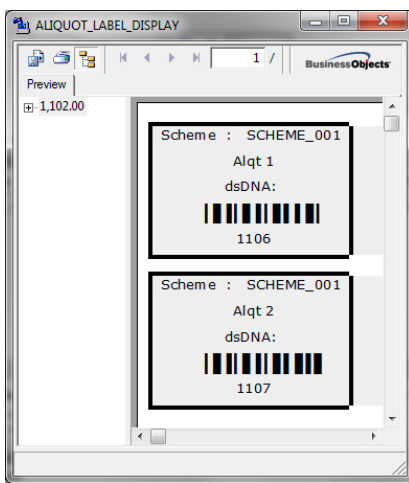 ALIQUOT_LABEL_DISPLAY
1 /
BusinessObjects
Preview
1,102.00
Scheme : SCHEME_001
Alqt 1
dsDNA:
1106
Scheme : SCHEME_001
Alqt 2
dsDNA:
1107